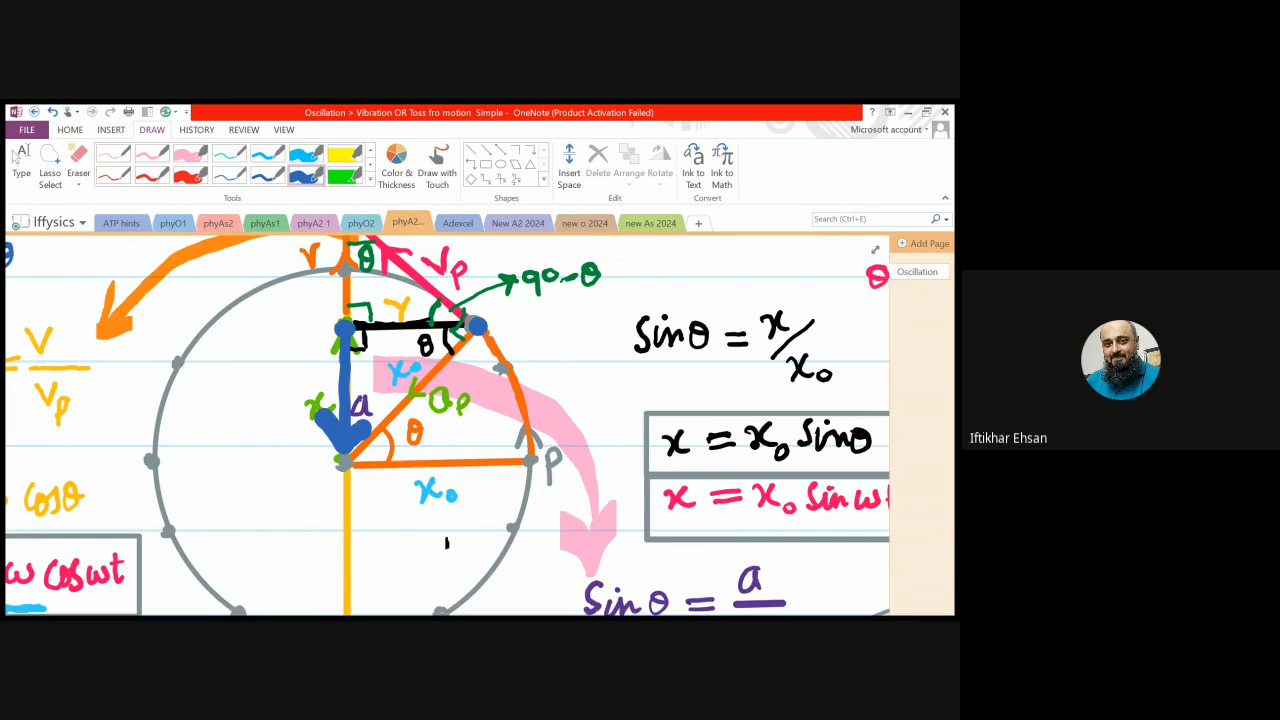 Oscillation > Vibration OR Toss fro motion Simple - OneNote (Product Activation Failed)
FILE HOME INSERT DRAW HISTORY REVIEW VIEW
Microsoft account
Type
Lasso Select
Eraser
Color & Thickness
Draw with Touch
Insert Space
Delete
Arrange
Rotate
Ink to Text
Ink to Math
Tools
Shapes
Edit
Convert
Iffysics
ATP hints phyO1 phyAs2 phyAs1 phyA2 1 phyO2 phyA2... Adexcel New A2 2024 new o 2024 new As 2024
Search (Ctrl+E)
Add Page
Oscillation
V
θ
Vp
90-θ
θ
r
θ
x₀
x
a
ap
θ
P
x₀
= V/Vp
cosθ
ω cosωt
sinθ = x/x₀
x = x₀ sinθ
x = x₀ sinω
sinθ = a
Iftikhar Ehsan